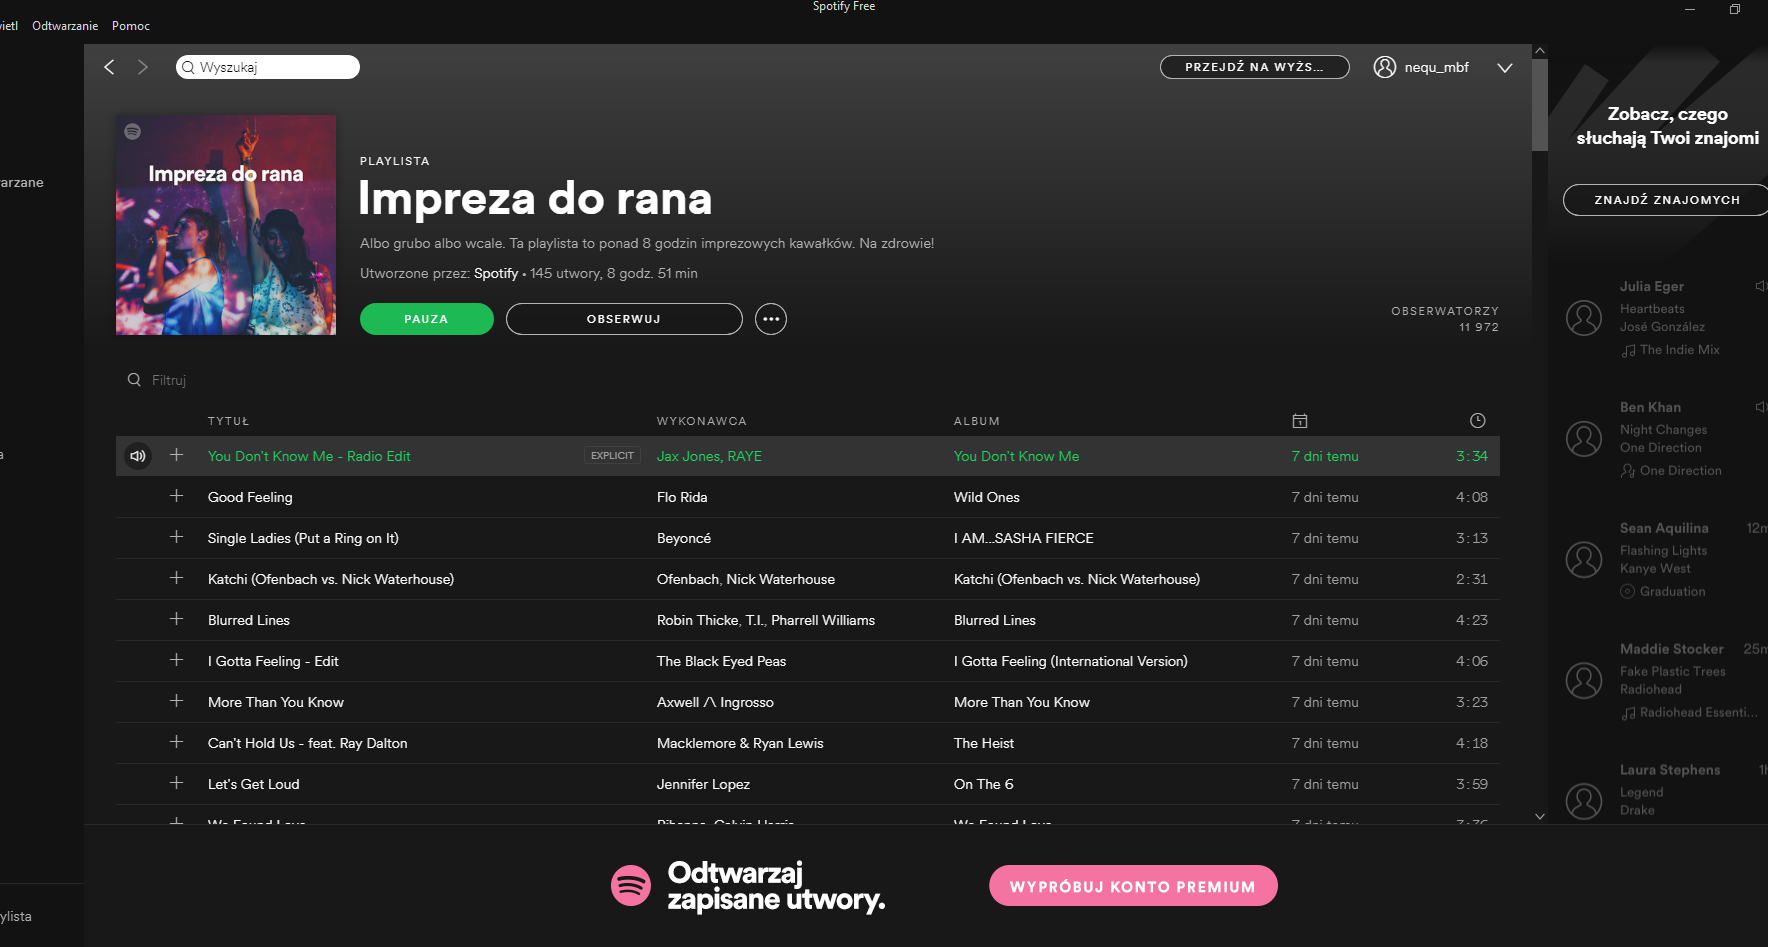 Spotify Free
Odtwarzanie Pomoc
Wyszukaj
PRZEJDŹ NA WYŻS...
nequ_mbf
Impreza do rana
PLAYLISTA
Impreza do rana
Albo grubo albo wcale. Ta playlista to ponad 8 godzin imprezowych kawałków. Na zdrowie!
Utworzone przez: Spotify • 145 utwory, 8 godz. 51 min
PAUZA
OBSERWUJ
OBSERWATORZY
11 972
Filtruj
TYTUŁ WYKONAWCA ALBUM
You Don't Know Me - Radio Edit EXPLICIT Jax Jones, RAYE You Don't Know Me 7 dni temu 3:34
Good Feeling Flo Rida Wild Ones 7 dni temu 4:08
Single Ladies (Put a Ring on It) Beyoncé I AM...SASHA FIERCE 7 dni temu 3:13
Katchi (Ofenbach vs. Nick Waterhouse) Ofenbach, Nick Waterhouse Katchi (Ofenbach vs. Nick Waterhouse) 7 dni temu 2:31
Blurred Lines Robin Thicke, T.I., Pharrell Williams Blurred Lines 7 dni temu 4:23
I Gotta Feeling - Edit The Black Eyed Peas I Gotta Feeling (International Version) 7 dni temu 4:06
More Than You Know Axwell /\ Ingrosso More Than You Know 7 dni temu 3:23
Can't Hold Us - feat. Ray Dalton Macklemore & Ryan Lewis The Heist 7 dni temu 4:18
Let's Get Loud Jennifer Lopez On The 6 7 dni temu 3:59
We Found Love Rihanna, Calvin Harris We Found Love 7 dni temu
Zobacz, czego
słuchają Twoi znajomi
ZNAJDŹ ZNAJOMYCH
Julia Eger
Heartbeats
José González
The Indie Mix
Ben Khan
Night Changes
One Direction
One Direction
Sean Aquilina 12m
Flashing Lights
Kanye West
Graduation
Maddie Stocker 25m
Fake Plastic Trees
Radiohead
Radiohead Essenti...
Laura Stephens 1h
Legend
Drake
Odtwarzaj
zapisane utwory.
WYPRÓBUJ KONTO PREMIUM